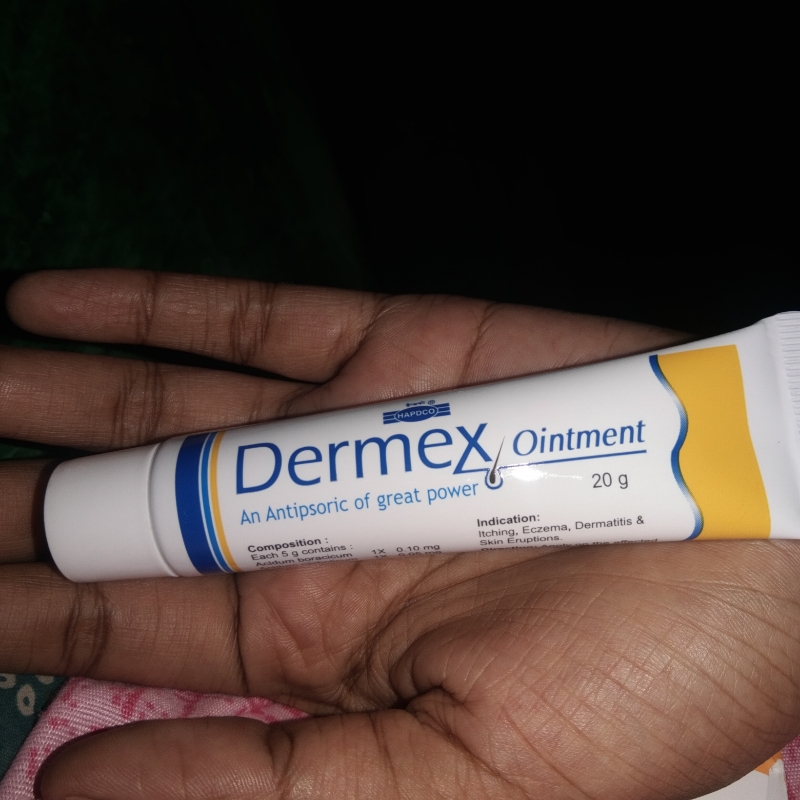 HAPDCO
Dermex Ointment
An Antipsoric of great power
20 g
Composition :
Each 5 g contains :
Acidum boracicum 1X 0.10 mg
Indication:
Itching, Eczema, Dermatitis &
Skin Eruptions.